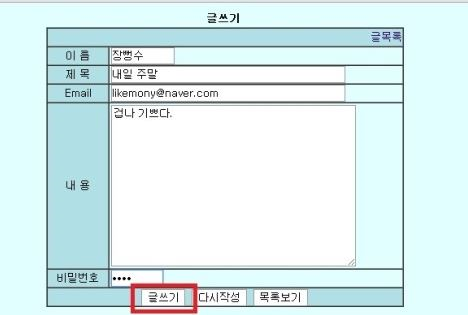 글쓰기
글목록
이 름 장뻥수
제 목 내일 주말
Email likemony@naver.com
내 용 겁나 기쁘다.
비밀번호 ••••
글쓰기 다시작성 목록보기